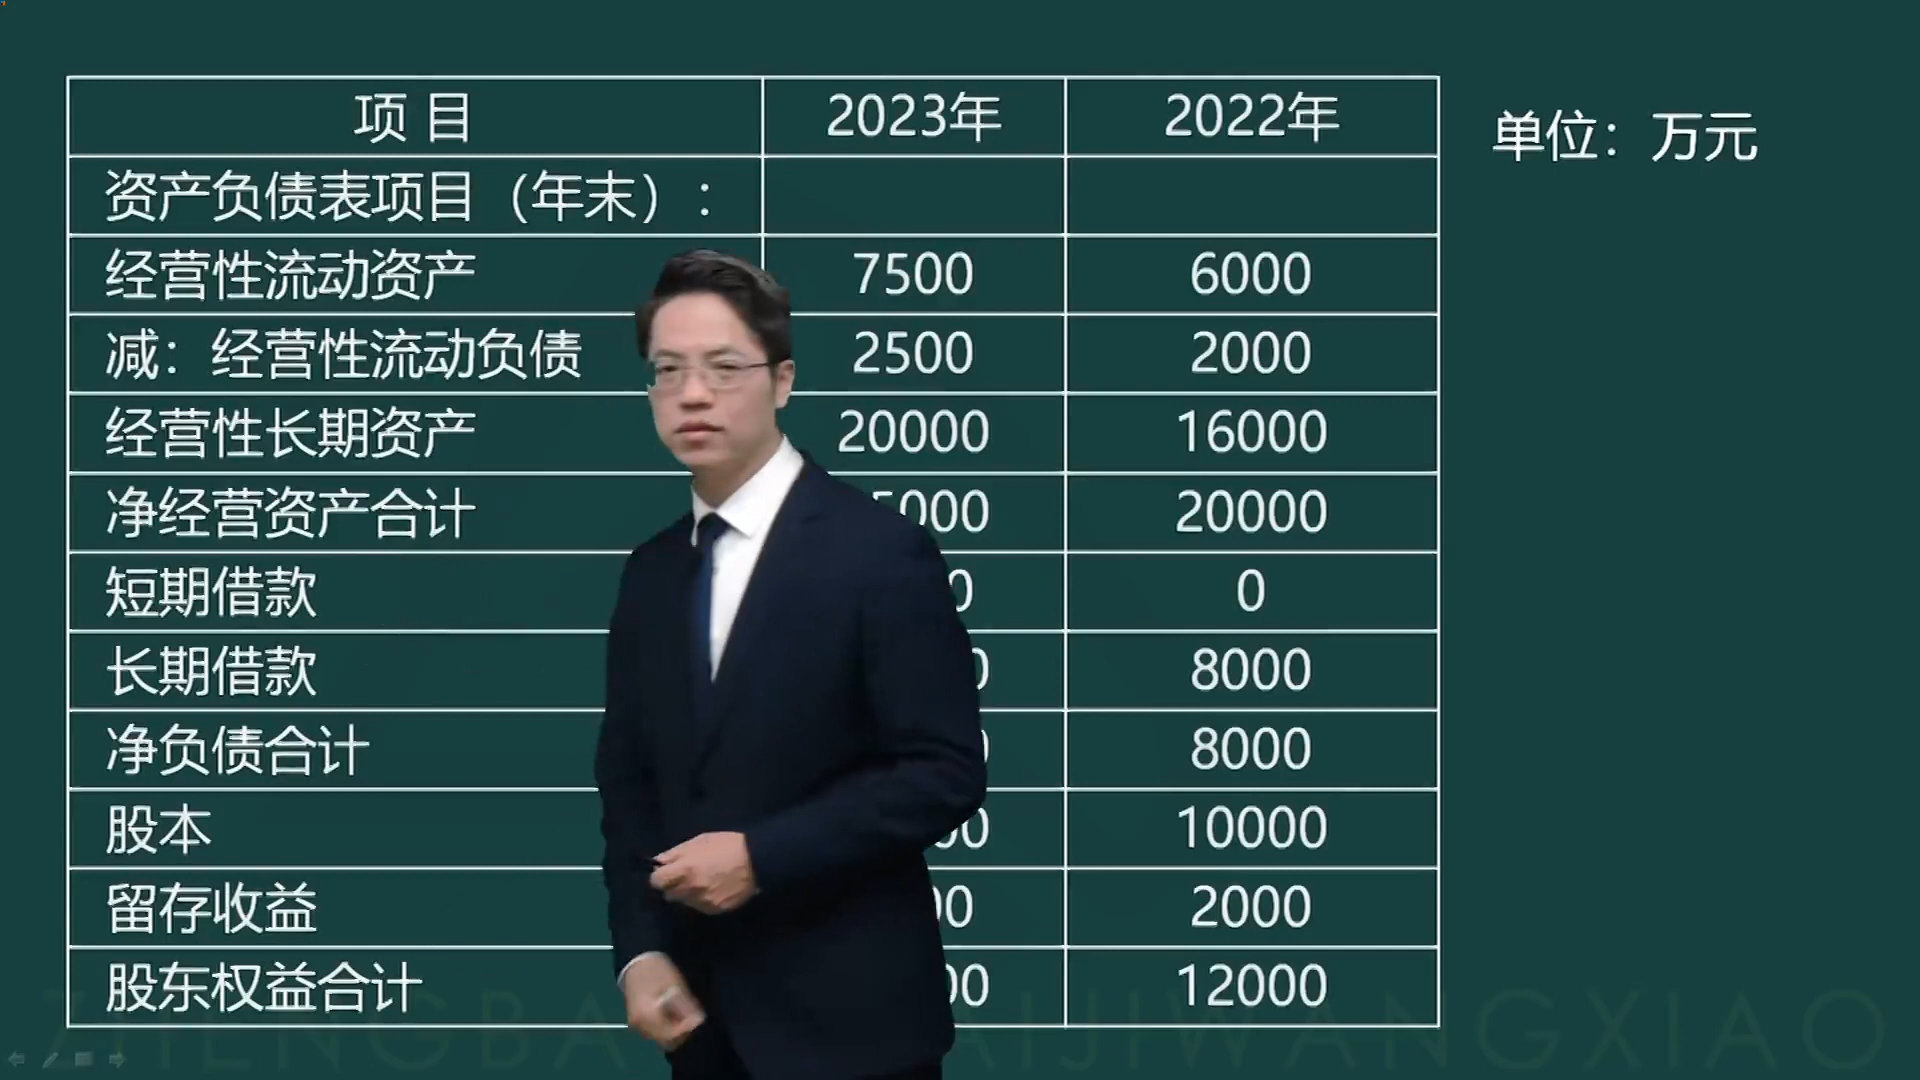 项 目 2023年 2022年
单位：万元
资产负债表项目（年末）：
经营性流动资产 7500 6000
减：经营性流动负债 2500 2000
经营性长期资产 20000 16000
净经营资产合计 20000
短期借款 0
长期借款 8000
净负债合计 8000
股本 10000
留存收益 2000
股东权益合计 12000